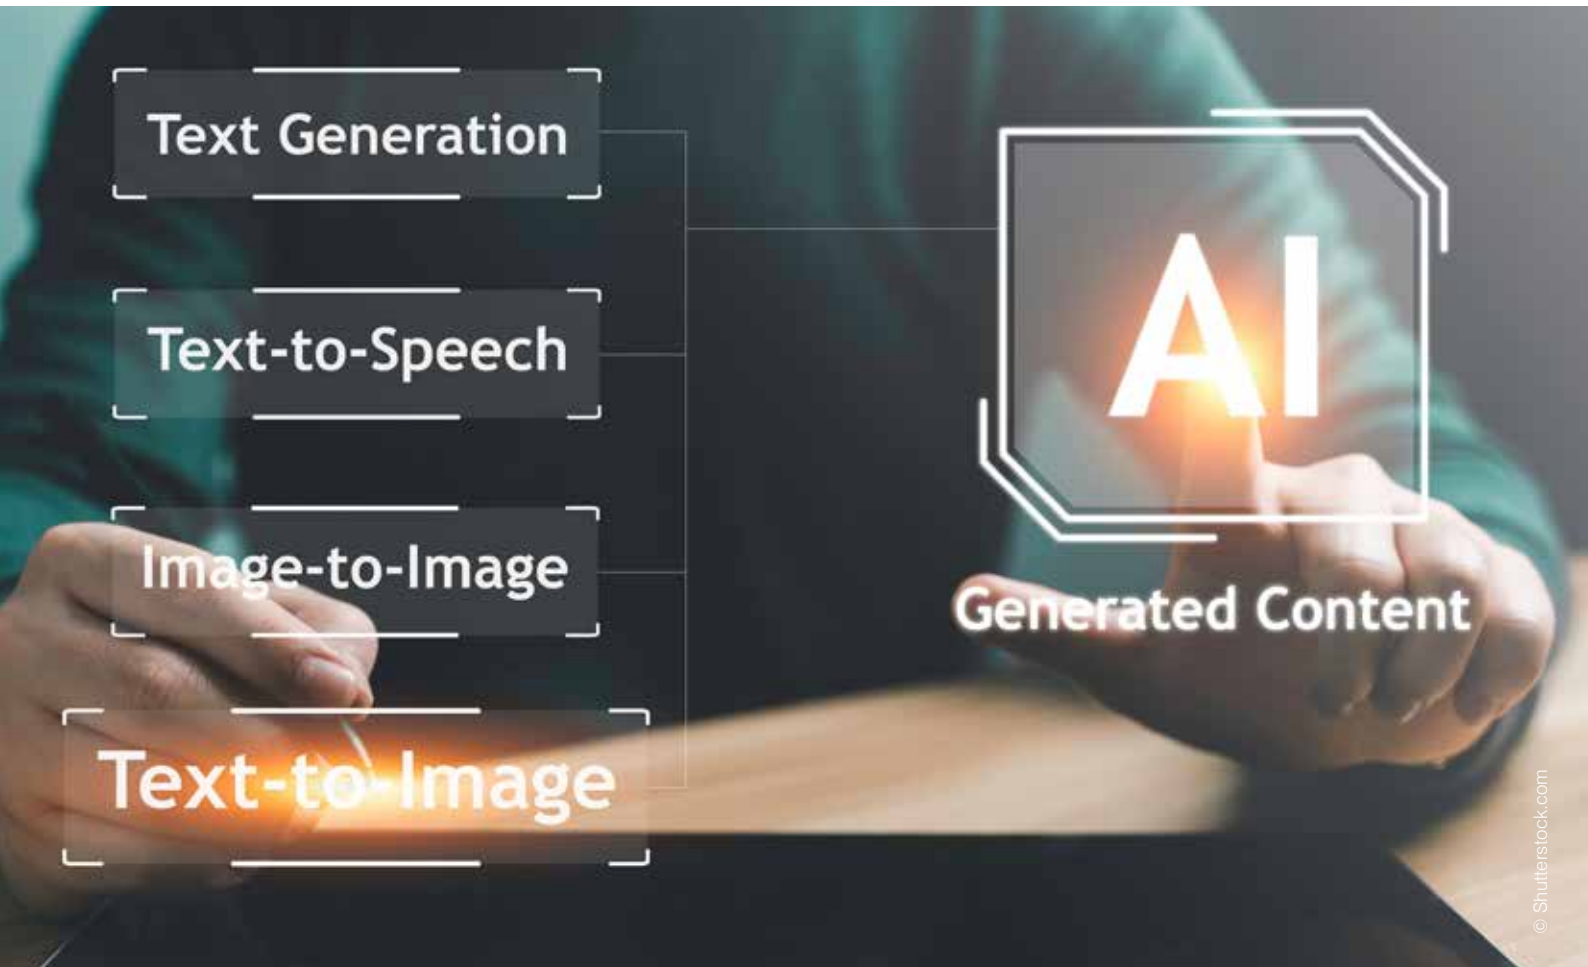 Text Generation
Text-to-Speech
Image-to-Image
Text-to-Image
AI
Generated Content
© Shutterstock.com